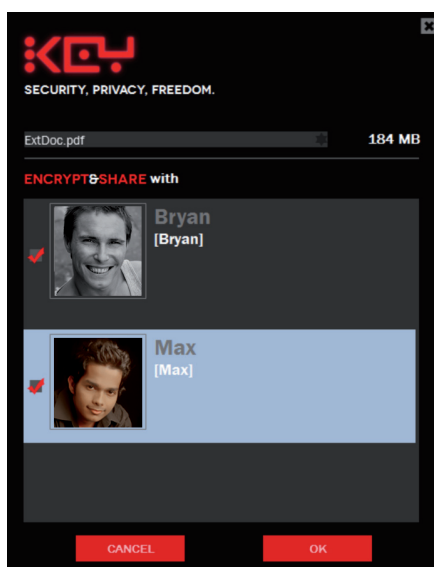 KEY
SECURITY, PRIVACY, FREEDOM.
ExtDoc.pdf 184 MB
ENCRYPT&SHARE with
Bryan
[Bryan]
Max
[Max]
CANCEL OK